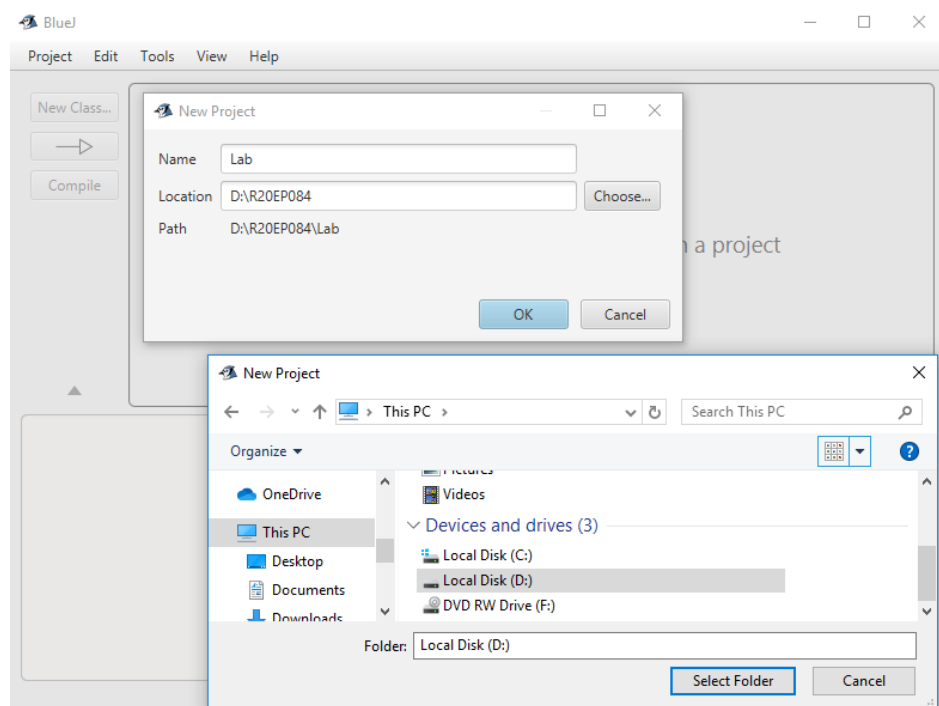 BlueJ
Project Edit Tools View Help
New Class...
Compile
New Project
Name Lab
Location D:\R20EP084 Choose...
Path D:\R20EP084\Lab
a project
OK Cancel
New Project
This PC
Search This PC
Organize
Pictures
OneDrive
Videos
This PC
Devices and drives (3)
Desktop
Local Disk (C:)
Local Disk (D:)
Documents
DVD RW Drive (F:)
Downloads
Folder: Local Disk (D:)
Select Folder Cancel